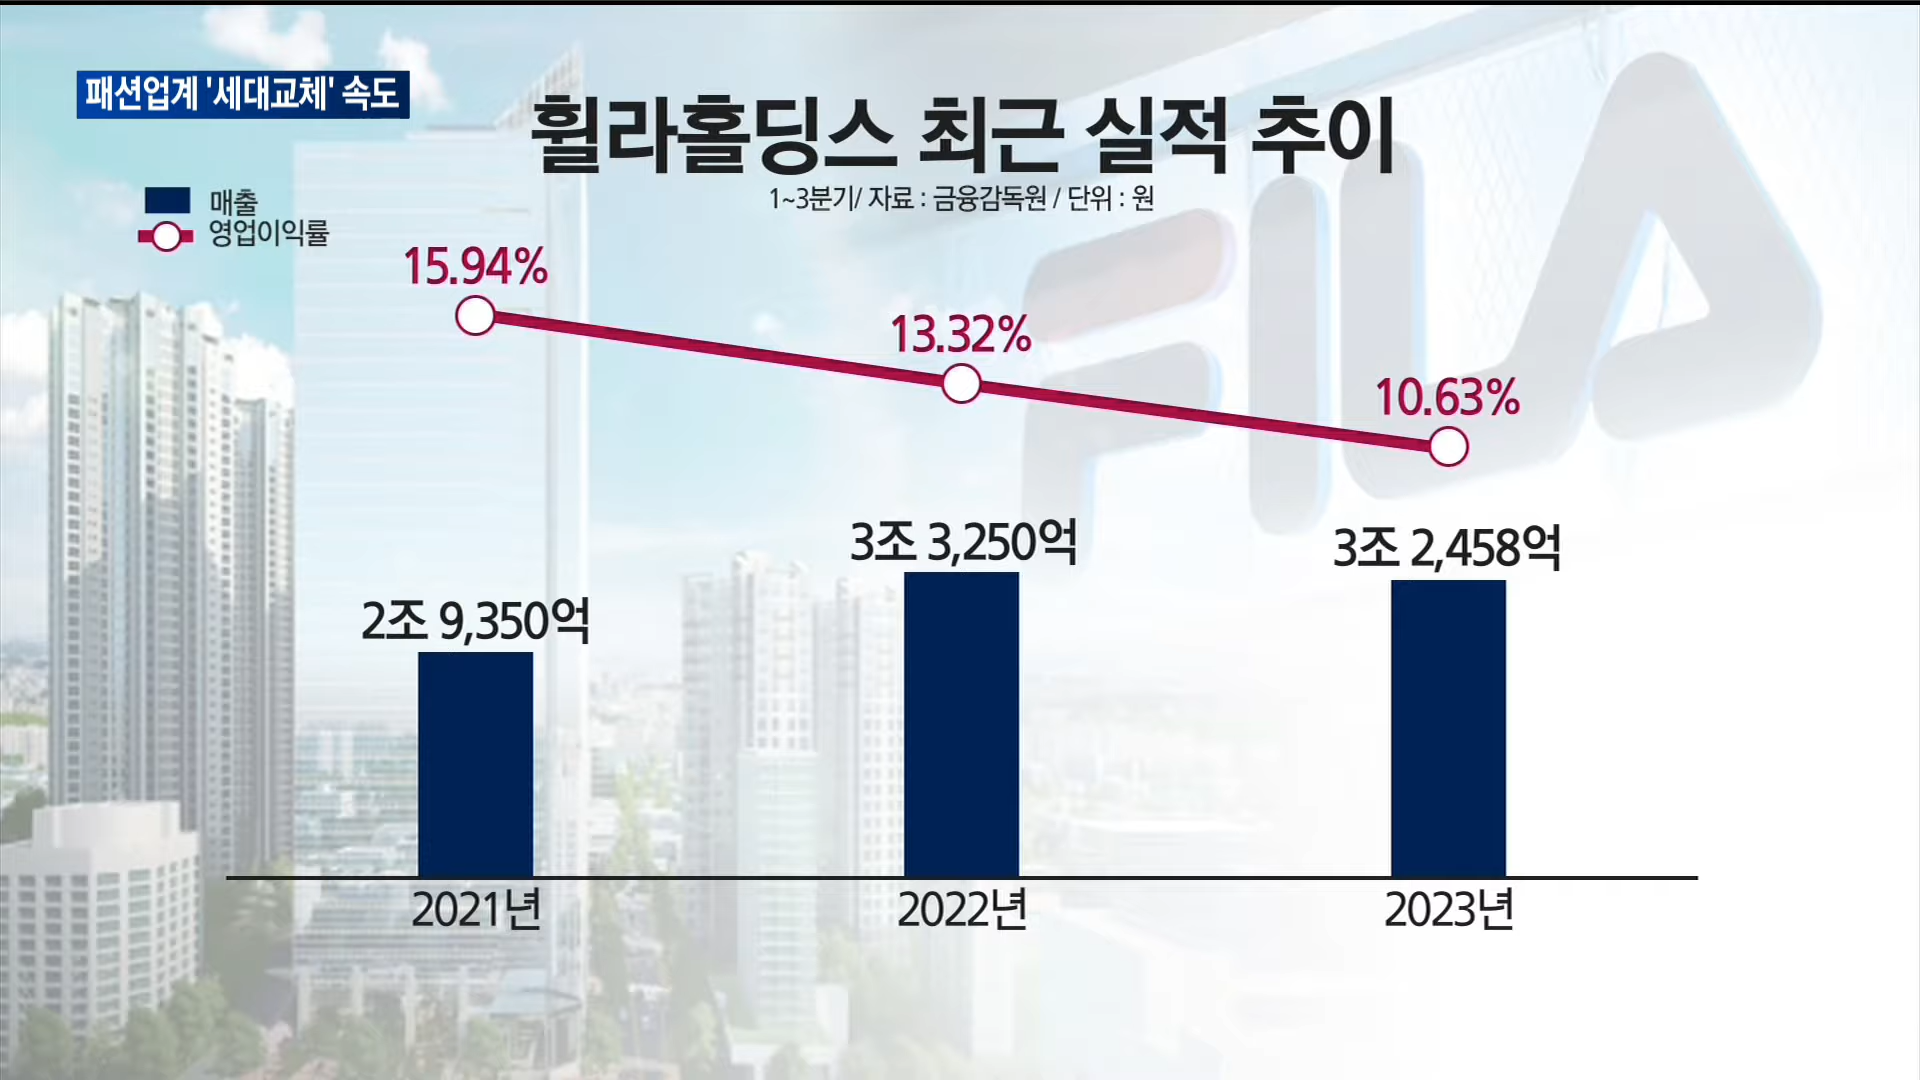 패션업계 '세대교체' 속도
휠라홀딩스 최근 실적 추이
1~3분기/ 자료 : 금융감독원 / 단위 : 원
매출
영업이익률
15.94%
13.32%
10.63%
2조 9,350억
3조 3,250억
3조 2,458억
2021년
2022년
2023년
FILA